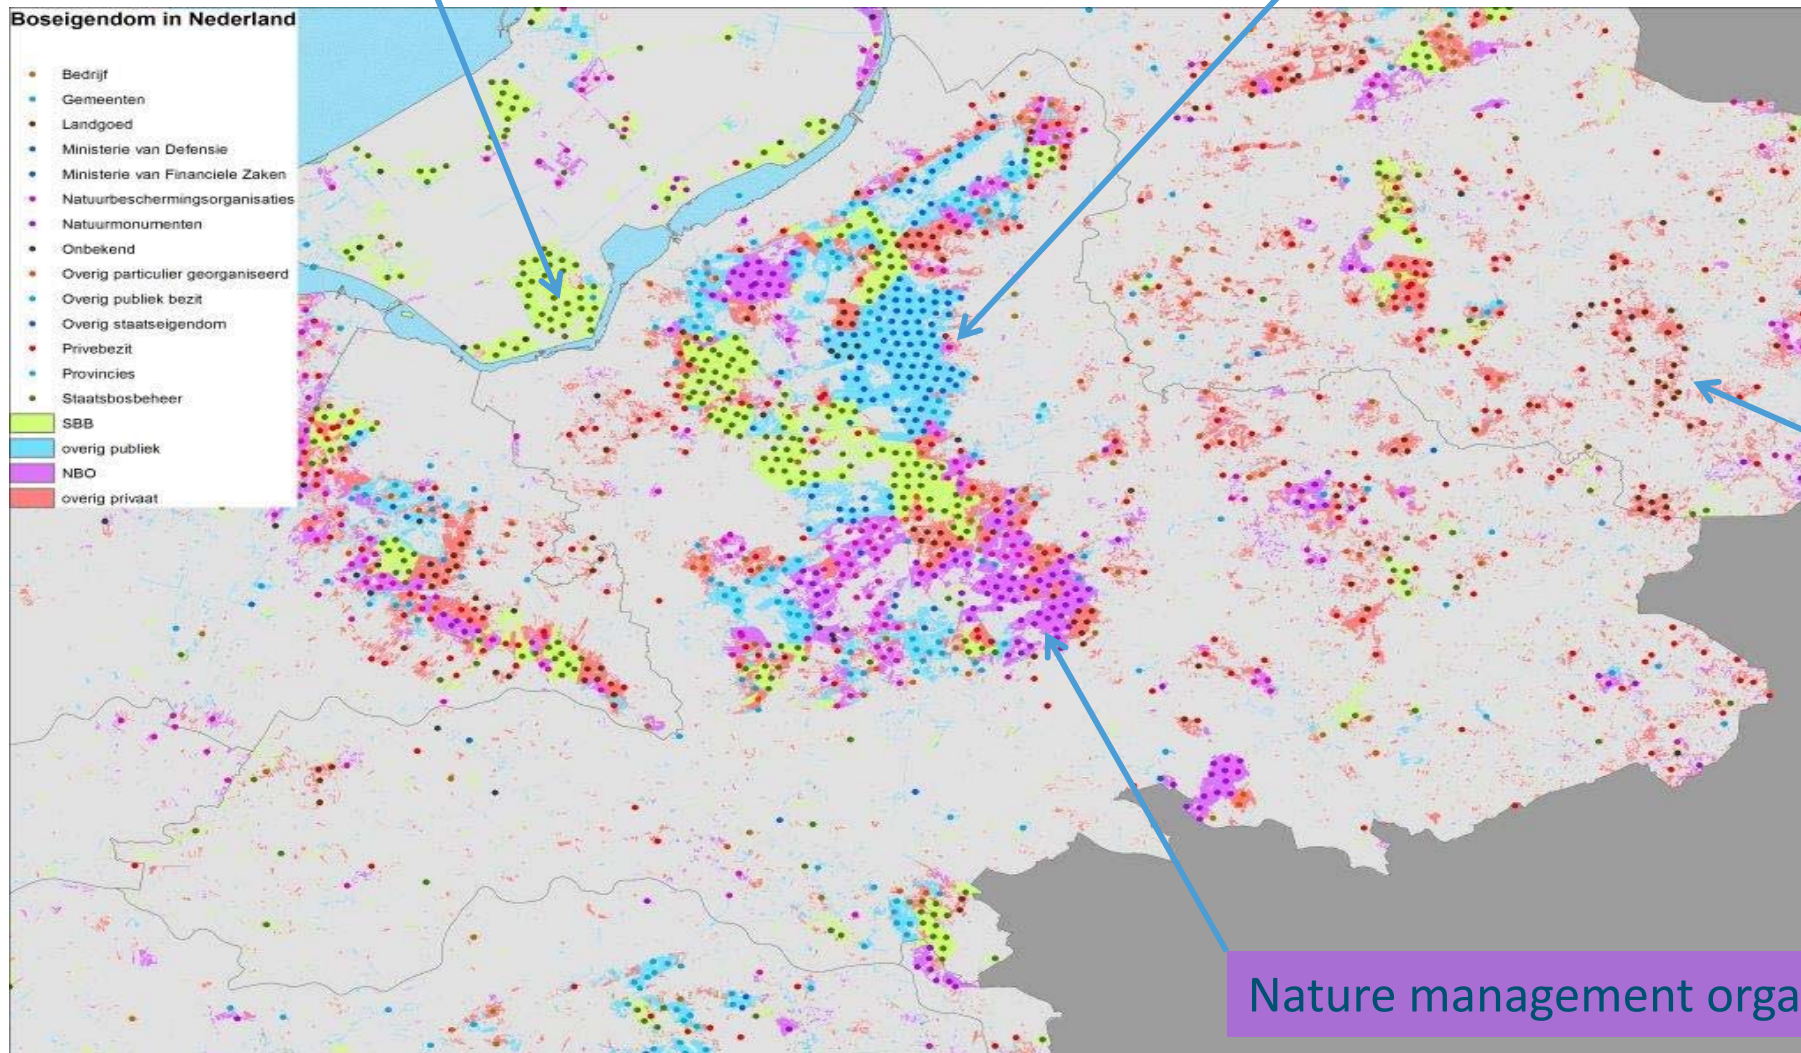 Boseigendom in Nederland
Bedrijf
Gemeenten
Landgoed
Ministerie van Defensie
Ministerie van Financiele Zaken
Natuurbeschermingsorganisaties
Natuurmonumenten
Onbekend
Overig particulier georganiseerd
Overig publiek bezit
Overig staatseigendom
Privebezit
Provincies
Staatsbosbeheer
SBB
overig publiek
NBO
overig privaat
Nature management orga